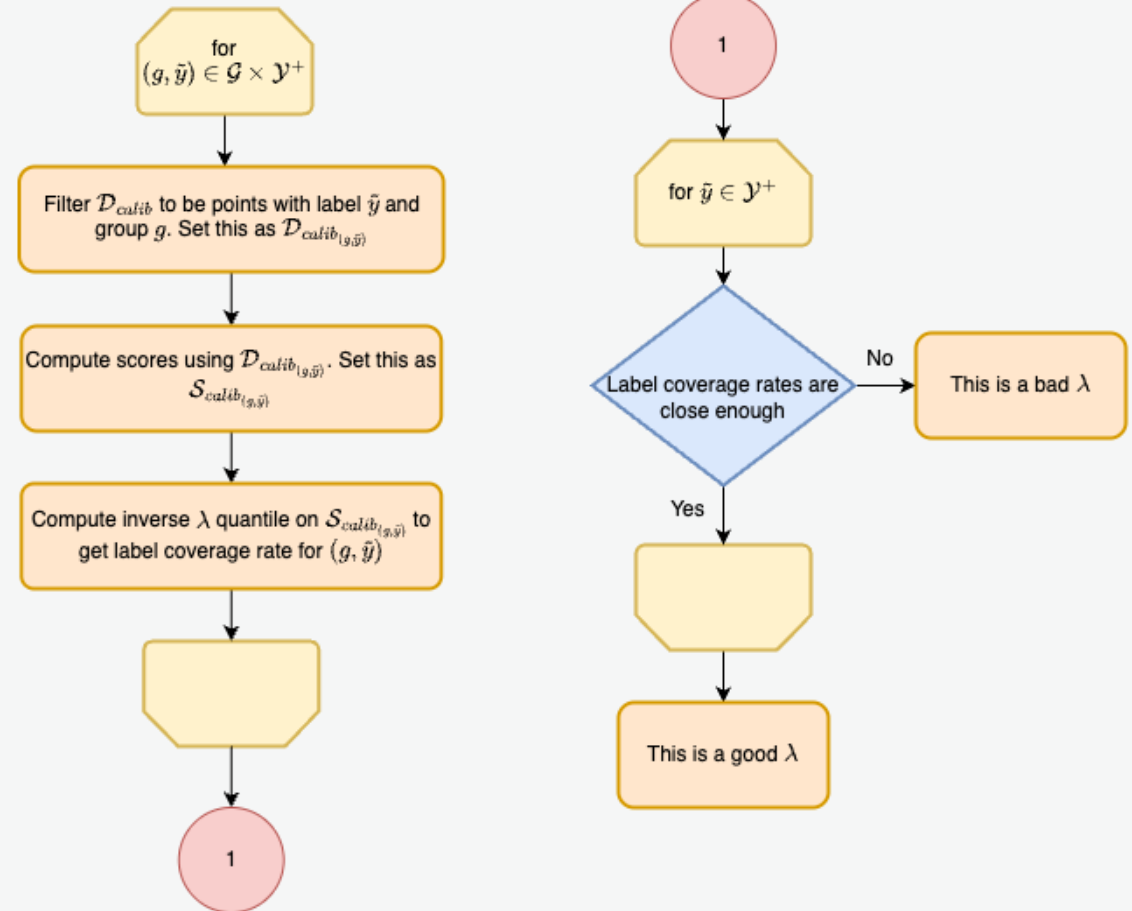 for
(g, ỹ) ∈ 𝒢 × 𝒴⁺
Filter 𝒟_calib to be points with label ỹ and
group g. Set this as 𝒟_calib_(g,ỹ)
Compute scores using 𝒟_calib_(g,ỹ). Set this as
𝒮_calib_(g,ỹ)
Compute inverse λ quantile on 𝒮_calib_(g,ỹ) to
get label coverage rate for (g, ỹ)
1
1
for ỹ ∈ 𝒴⁺
Label coverage rates are
close enough
No
This is a bad λ
Yes
This is a good λ